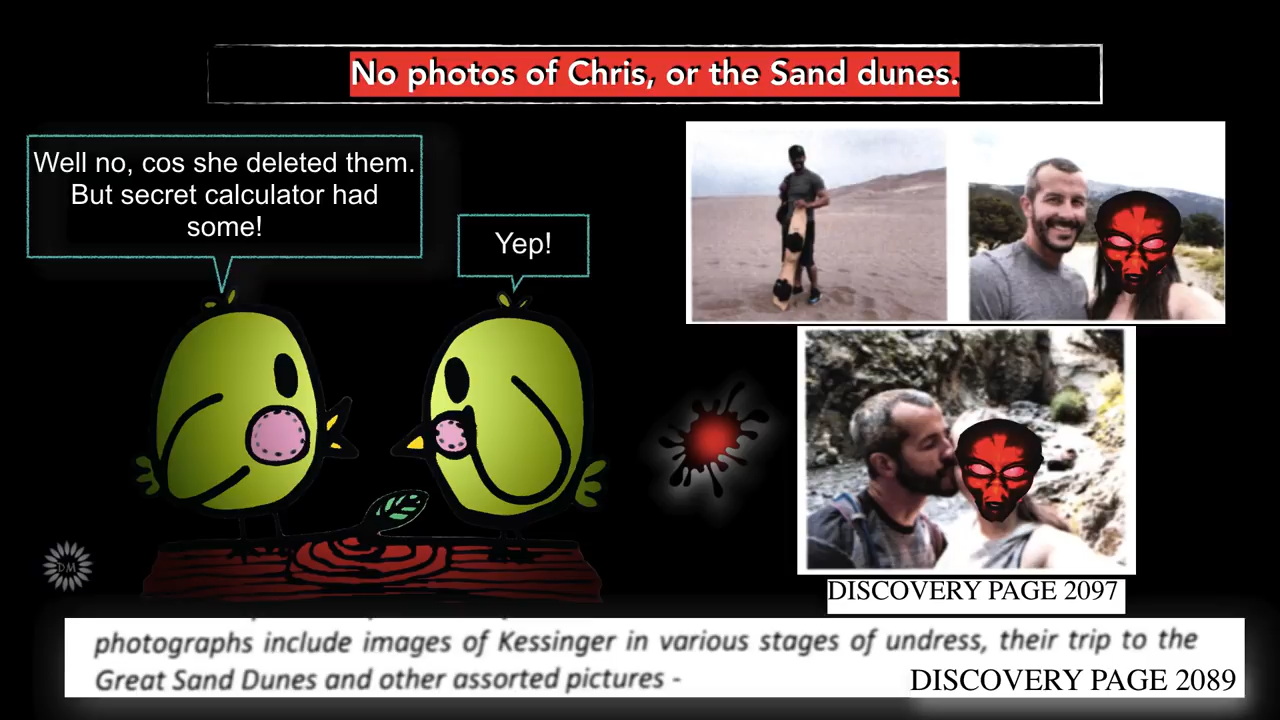 No photos of Chris, or the Sand dunes.
Well no, cos she deleted them.
But secret calculator had
some!
Yep!
DM
DISCOVERY PAGE 2097
photographs include images of Kessinger in various stages of undress, their trip to the
Great Sand Dunes and other assorted pictures -
DISCOVERY PAGE 2089